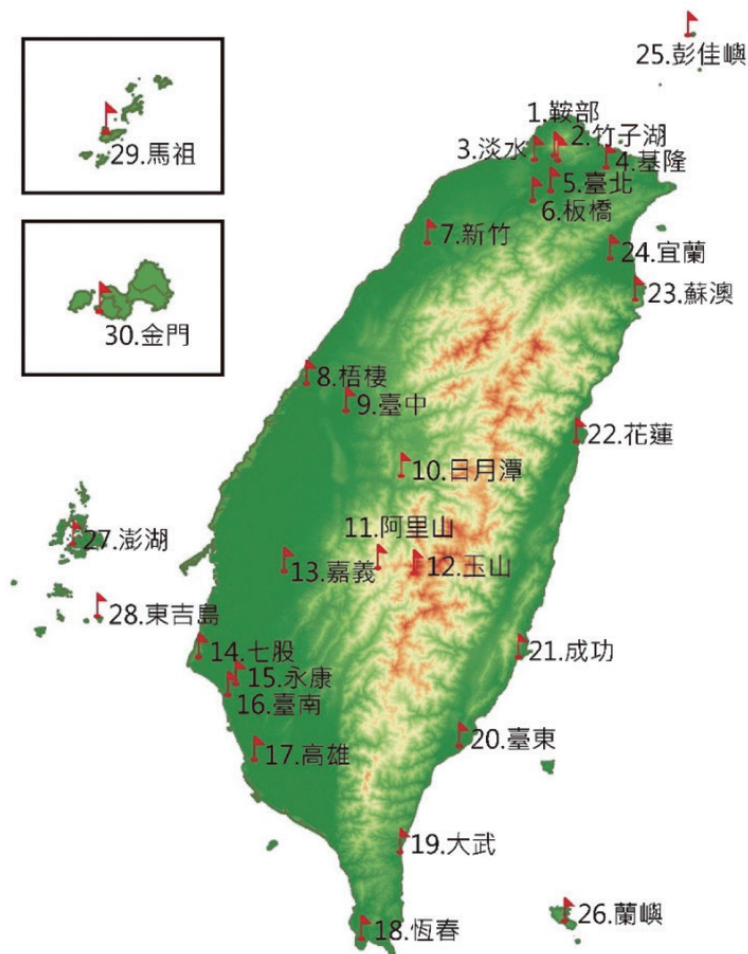 25.彭佳嶼
1.鞍部
2.竹子湖
3.淡水
4.基隆
29.馬祖
5.臺北
6.板橋
7.新竹
24.宜蘭
23.蘇澳
30.金門
8.梧棲
9.臺中
22.花蓮
10.日月潭
11.阿里山
27.澎湖
12.玉山
13.嘉義
28.東吉島
14.七股
21.成功
15.永康
16.臺南
20.臺東
17.高雄
19.大武
26.蘭嶼
18.恆春